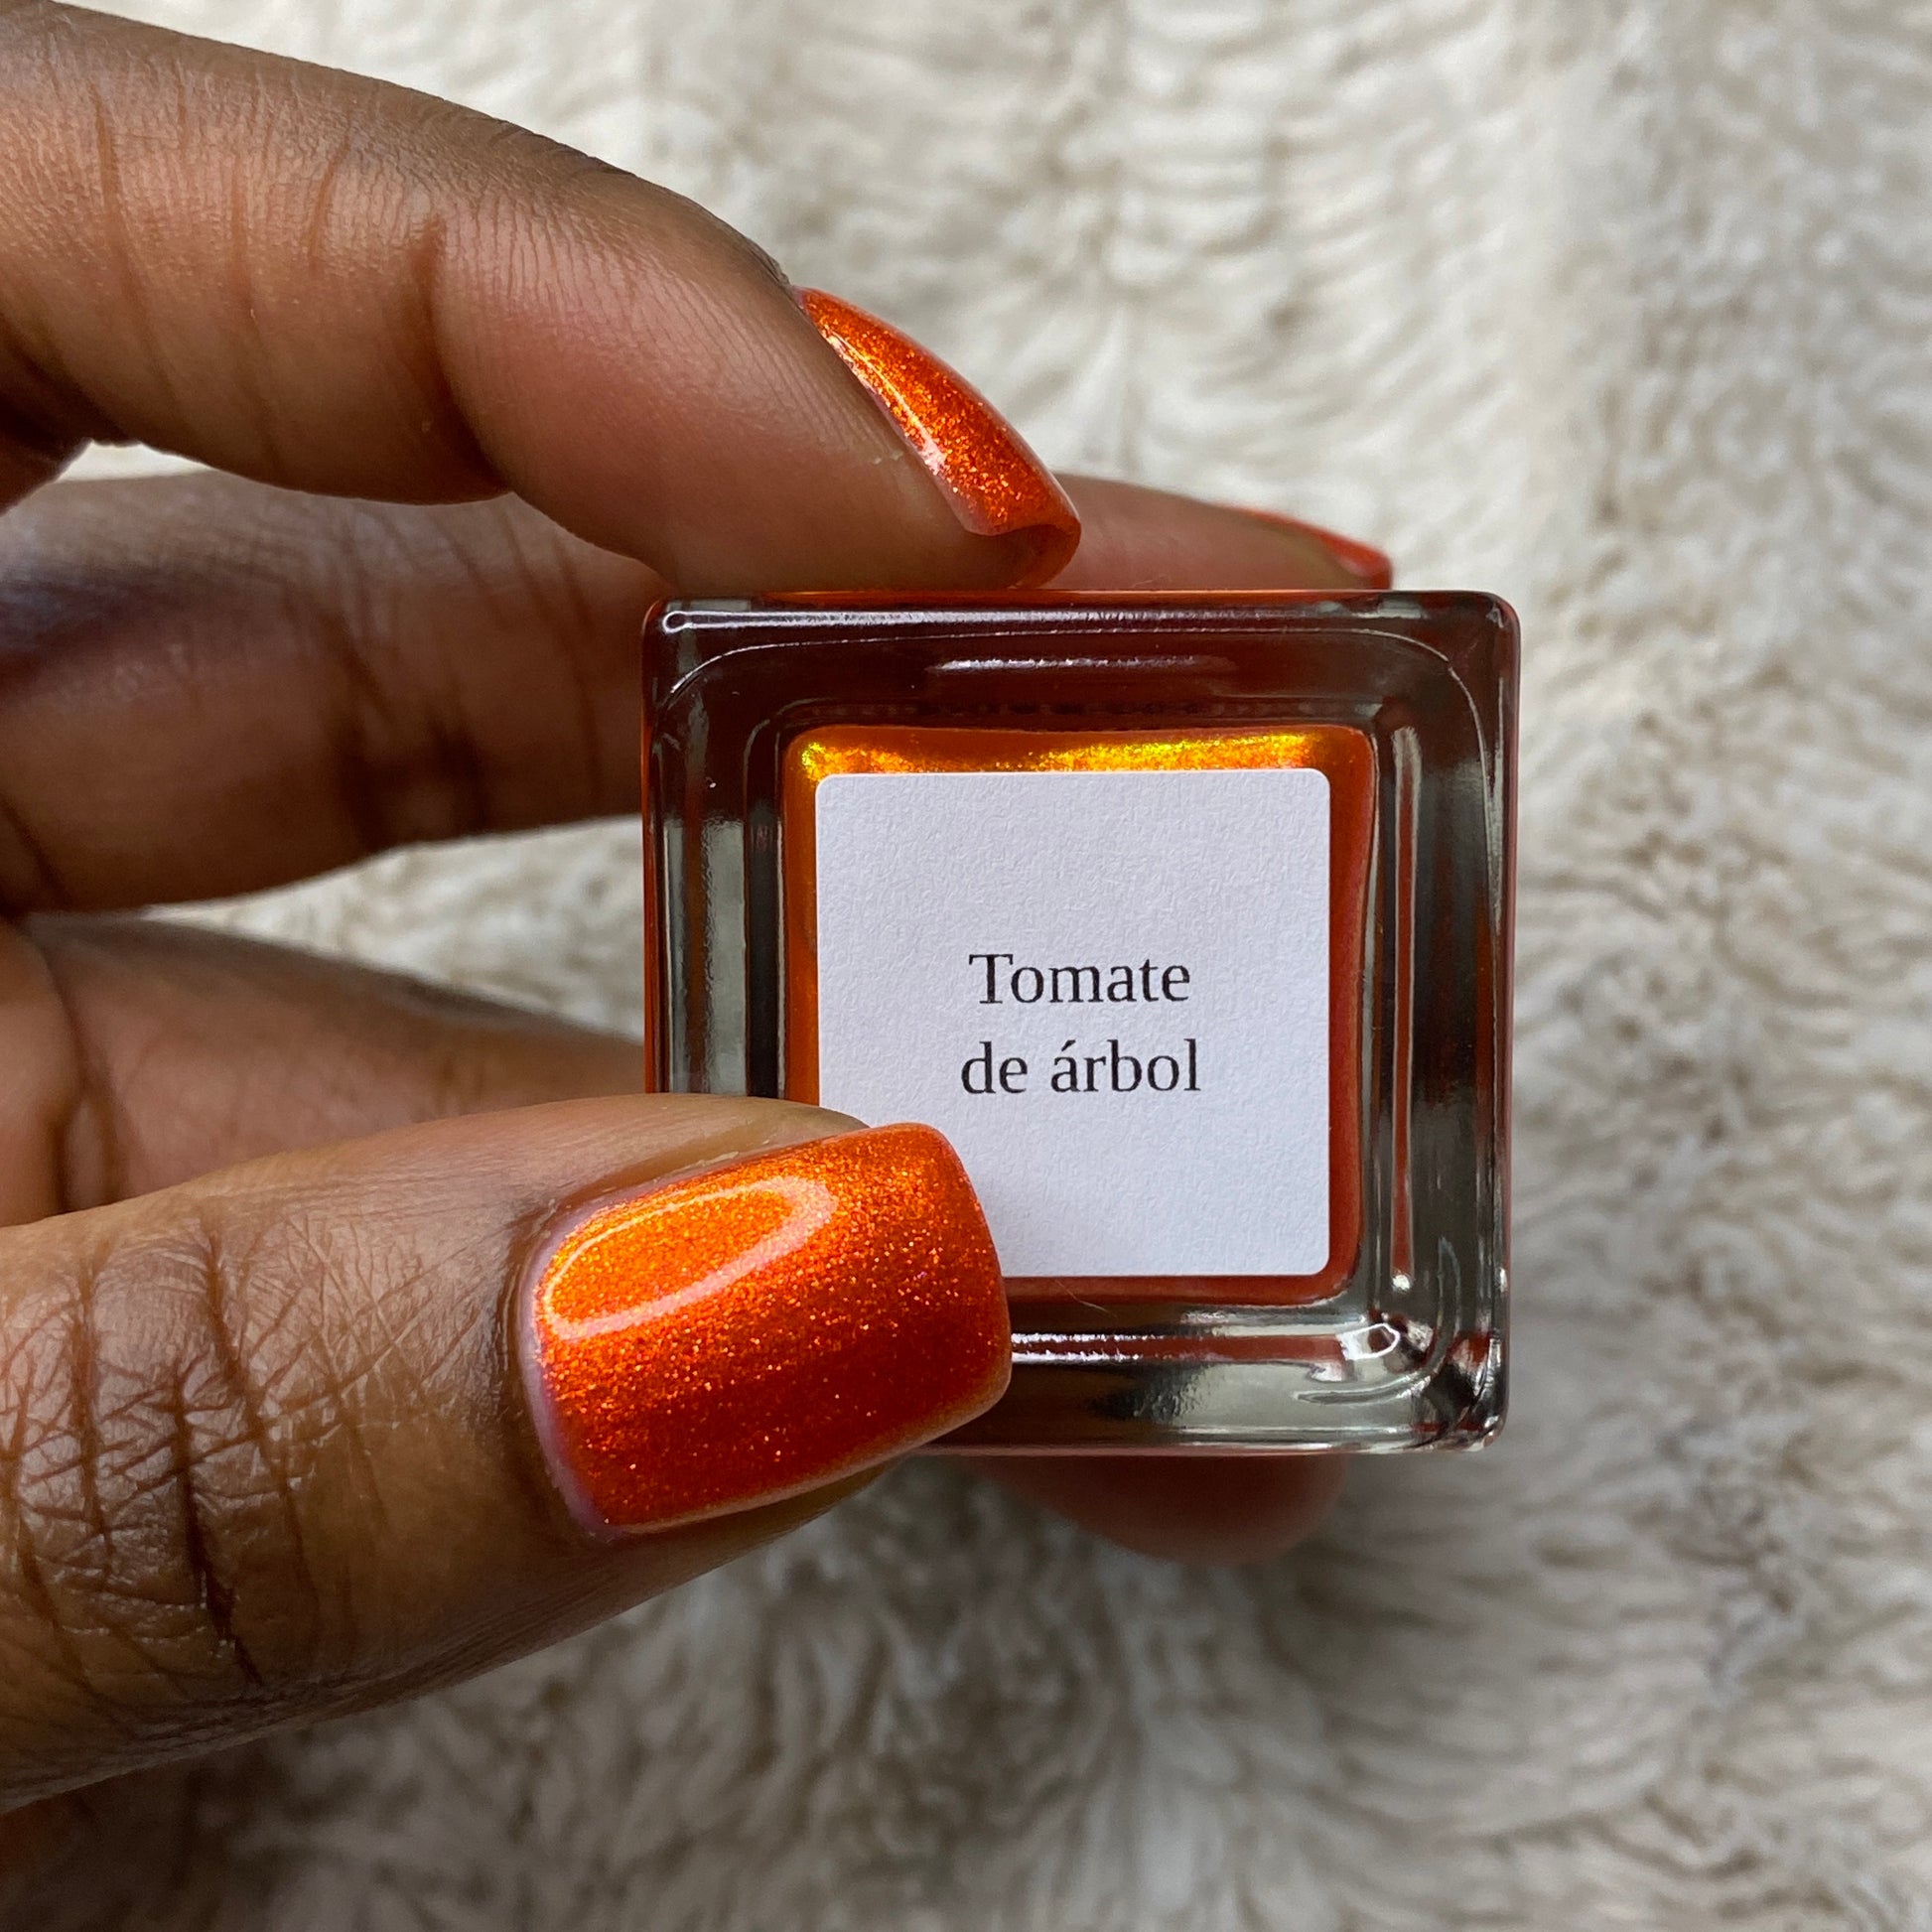 Tomate
de árbol